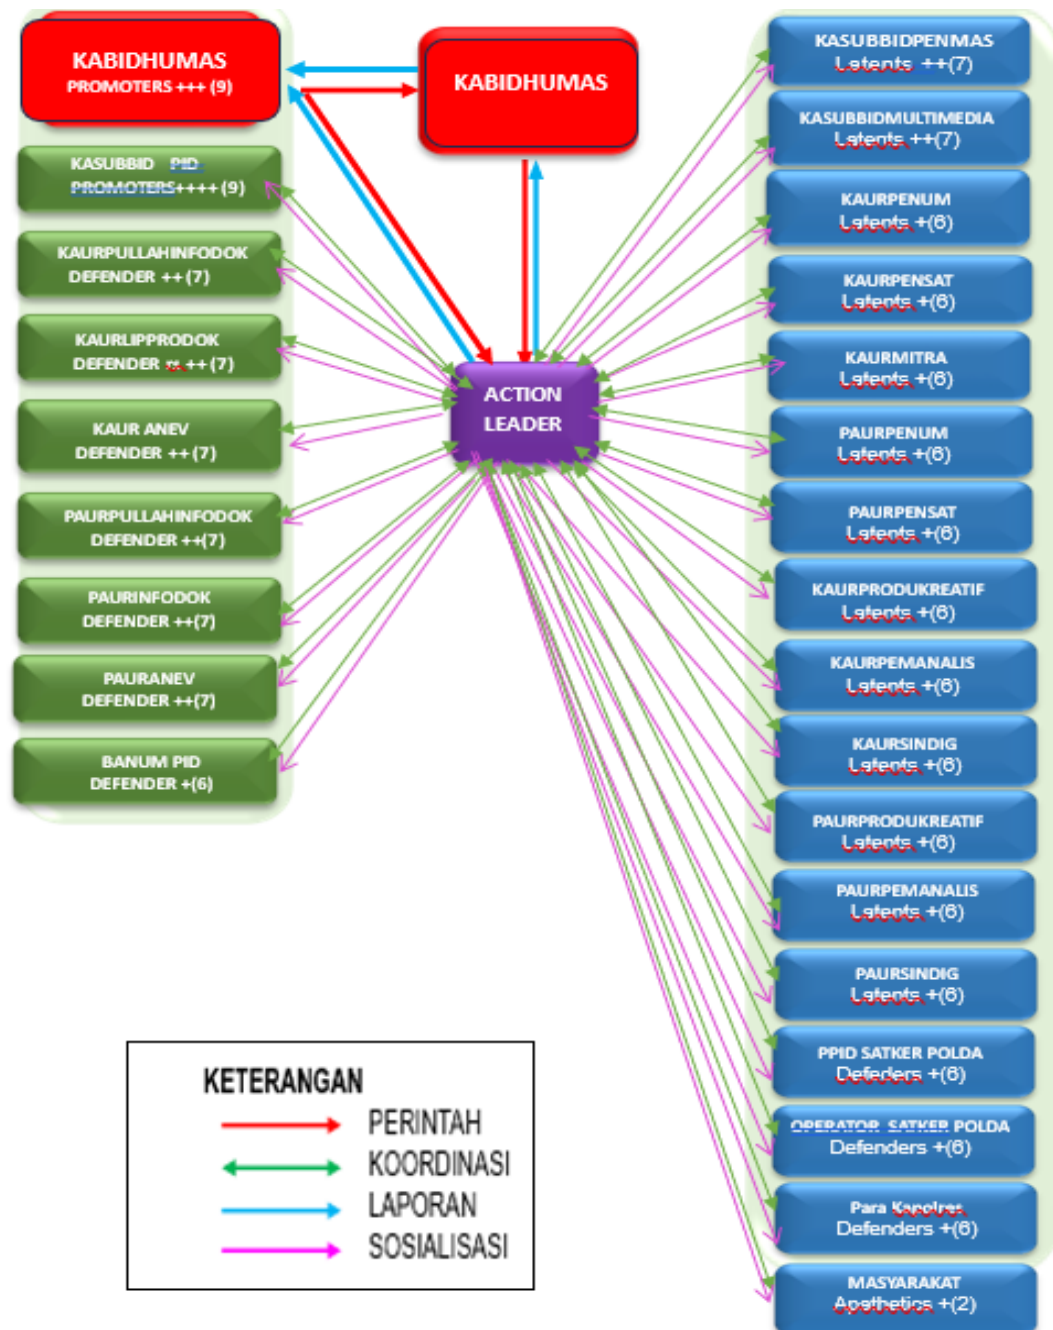 KABIDHUMAS
PROMOTERS +++ (9)
KABIDHUMAS
KASUBBID PID
PROMOTERS++++ (9)
KAURPULLAHINFODOK
DEFENDER ++ (7)
KAURLIPPRODOK
DEFENDER ++ (7)
KAUR ANEV
DEFENDER ++ (7)
PAURPULLAHINFODOK
DEFENDER ++(7)
PAURINFODOK
DEFENDER ++(7)
PAURANEV
DEFENDER ++(7)
BANUM PID
DEFENDER +(6)
ACTION
LEADER
KASUBBIDPENMAS
Latents ++(7)
KASUBBIDMULTIMEDIA
Latents ++(7)
KAURPENUM
Latents +(6)
KAURPENSAT
Latents +(6)
KAURMITRA
Latents +(6)
PAURPENUM
Latents +(6)
PAURPENSAT
Latents +(6)
KAURPRODUKREATIF
Latents +(6)
KAURPEMANALIS
Latents +(6)
KAURSINDIG
Latents +(6)
PAURPRODUKREATIF
Latents +(6)
PAURPEMANALIS
Latents +(6)
PAURSINDIG
Latents +(6)
PPID SATKER POLDA
Defeders +(6)
OPERATOR SATKER POLDA
Defenders +(6)
Para Kapolres
Defenders +(6)
MASYARAKAT
Apathetics +(2)
KETERANGAN
PERINTAH
KOORDINASI
LAPORAN
SOSIALISASI